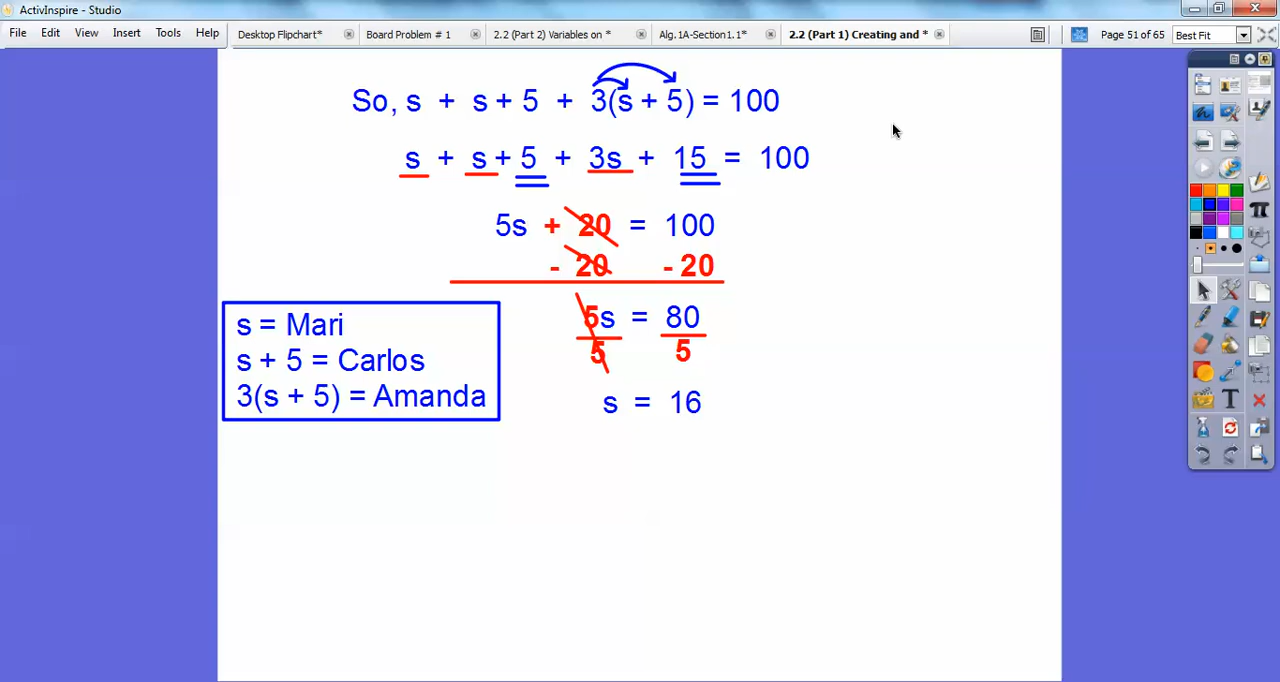 ActivInspire - Studio
File Edit View Insert Tools Help
Desktop Flipchart* Board Problem # 1 2.2 (Part 2) Variables on * Alg.1A-Section1.1* 2.2 (Part 1) Creating and *
Page 51 of 65 Best Fit
So, s + s + 5 + 3(s + 5) = 100
s + s + 5 + 3s + 15 = 100
5s + 20 = 100
- 20 - 20
5s = 80
5 5
s = 16
s = Mari
s + 5 = Carlos
3(s + 5) = Amanda